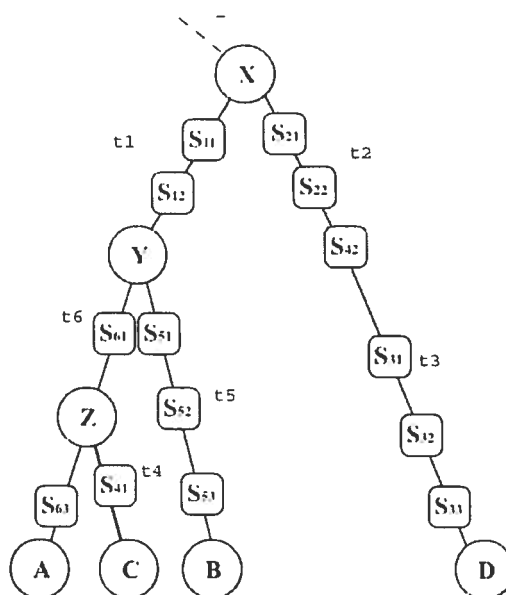 X
S11 S21
t1 t2
S12 S22
Y S42
t6 S61 S51
S31 t3
Z S52 t5
S32
S63 S41 t4 S53 S33
A C B D